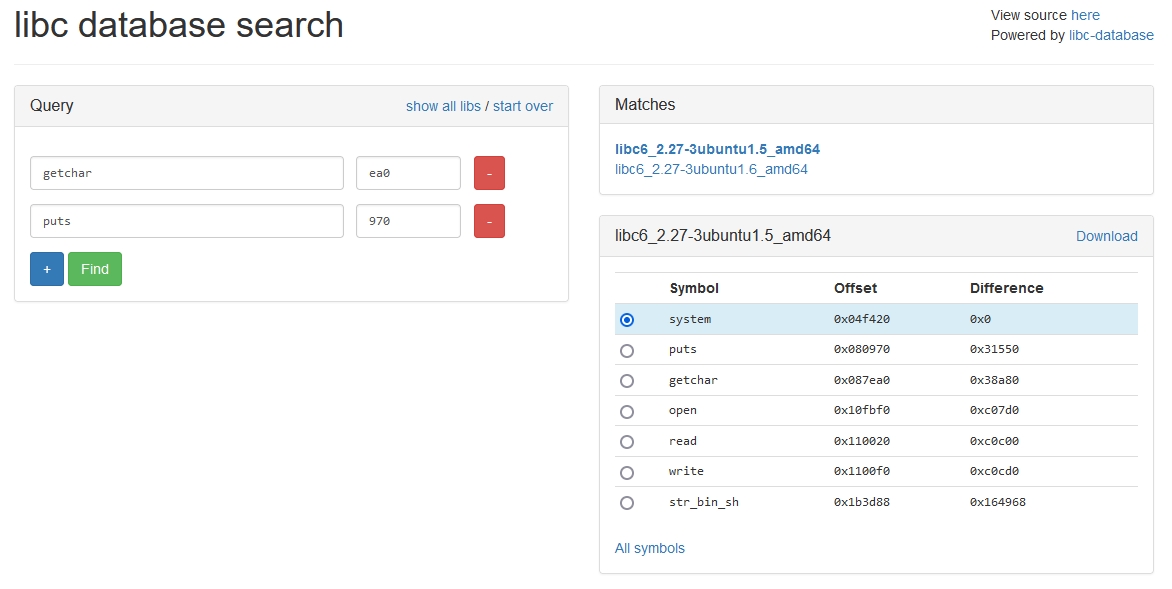 libc database search
View source here
Powered by libc-database
Query
show all libs / start over
getchar
ea0
-
puts
970
-
+
Find
Matches
libc6_2.27-3ubuntu1.5_amd64
libc6_2.27-3ubuntu1.6_amd64
libc6_2.27-3ubuntu1.5_amd64
Download
Symbol Offset Difference
system 0x04f420 0x0
puts 0x080970 0x31550
getchar 0x087ea0 0x38a80
open 0x10fbf0 0xc07d0
read 0x110020 0xc0c00
write 0x1100f0 0xc0cd0
str_bin_sh 0x1b3d88 0x164968
All symbols